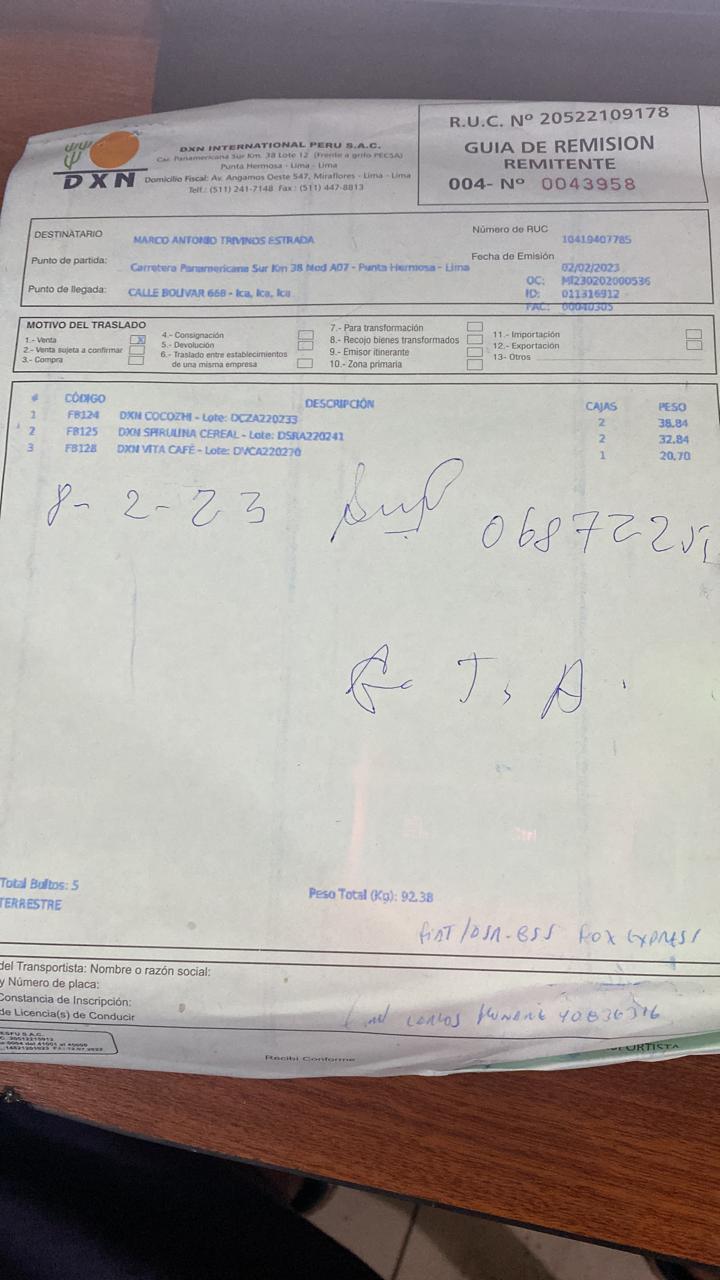 R.U.C. Nº 20522109178
GUIA DE REMISION
REMITENTE
004- Nº 0043958
DXN
DXN INTERNATIONAL PERU S.A.C.
Car. Panamericana Sur Km. 38 Lote 12 (Frente a grifo PECSA)
Punta Hermosa - Lima - Lima
Domicilio Fiscal: Av. Angamos Oeste 547, Miraflores - Lima - Lima
Telf.: (511) 241-7148 Fax: (511) 447-8813
DESTINATARIO MARCO ANTONIO TRIVINOS ESTRADA Número de RUC 10419407785
Punto de partida: Carretera Panamericana Sur Km 38 Mod A07 - Punta Hermosa - Lima Fecha de Emisión 02/02/2023
OC: MI230202000536
Punto de llegada: CALLE BOLIVAR 668 - Ica, Ica, Ica ID: 011316912
FAC: 00040305
MOTIVO DEL TRASLADO
1.- Venta X
2.- Venta sujeta a confirmar
3.- Compra
4.- Consignación
5.- Devolución
6.- Traslado entre establecimientos
de una misma empresa
7.- Para transformación
8.- Recojo bienes transformados
9.- Emisor itinerante
10.- Zona primaria
11.- Importación
12.- Exportación
13- Otros
# CÓDIGO DESCRIPCIÓN CAJAS PESO
1 FB124 DXN COCOZHI - Lote: DCZA220233 2 38.84
2 FB125 DXN SPIRULINA CEREAL - Lote: DSRA220241 2 32.84
3 FB128 DXN VITA CAFÉ - Lote: DVCA220270 1 20.70
8- 2-23 0687225
T, A.
Total Bultos: 5 Peso Total (Kg): 92.38
TERRESTRE
FOX EXPRESS
del Transportista: Nombre o razón social:
y Número de placa:
Constancia de Inscripción:
de Licencia(s) de Conducir
CARLOS 40836316
Recibí Conforme